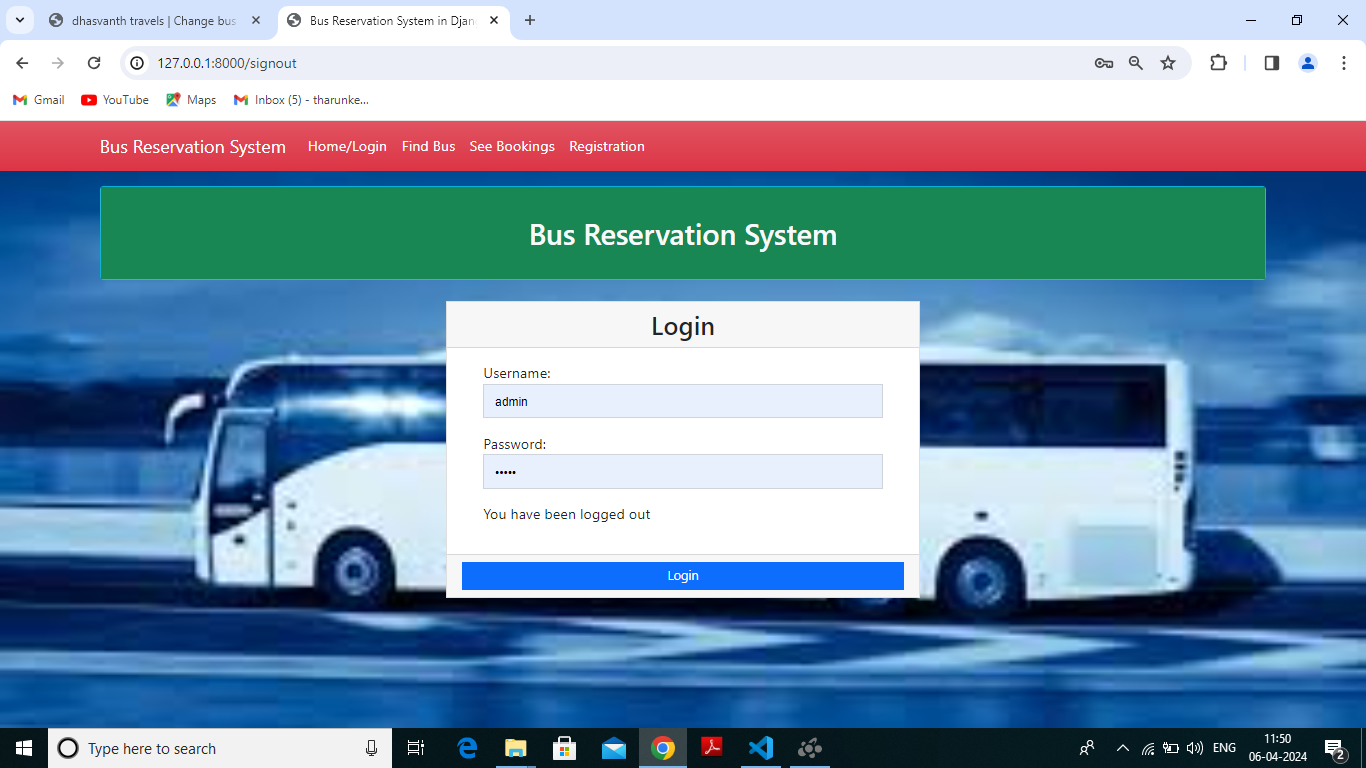 dhasvanth travels | Change bus
Bus Reservation System in Djan
127.0.0.1:8000/signout
Gmail YouTube Maps Inbox (5) - tharunke...
Bus Reservation System Home/Login Find Bus See Bookings Registration
Bus Reservation System
Login
Username:
admin
Password:
•••••
You have been logged out
Login
Type here to search
ENG
11:50
06-04-2024
2